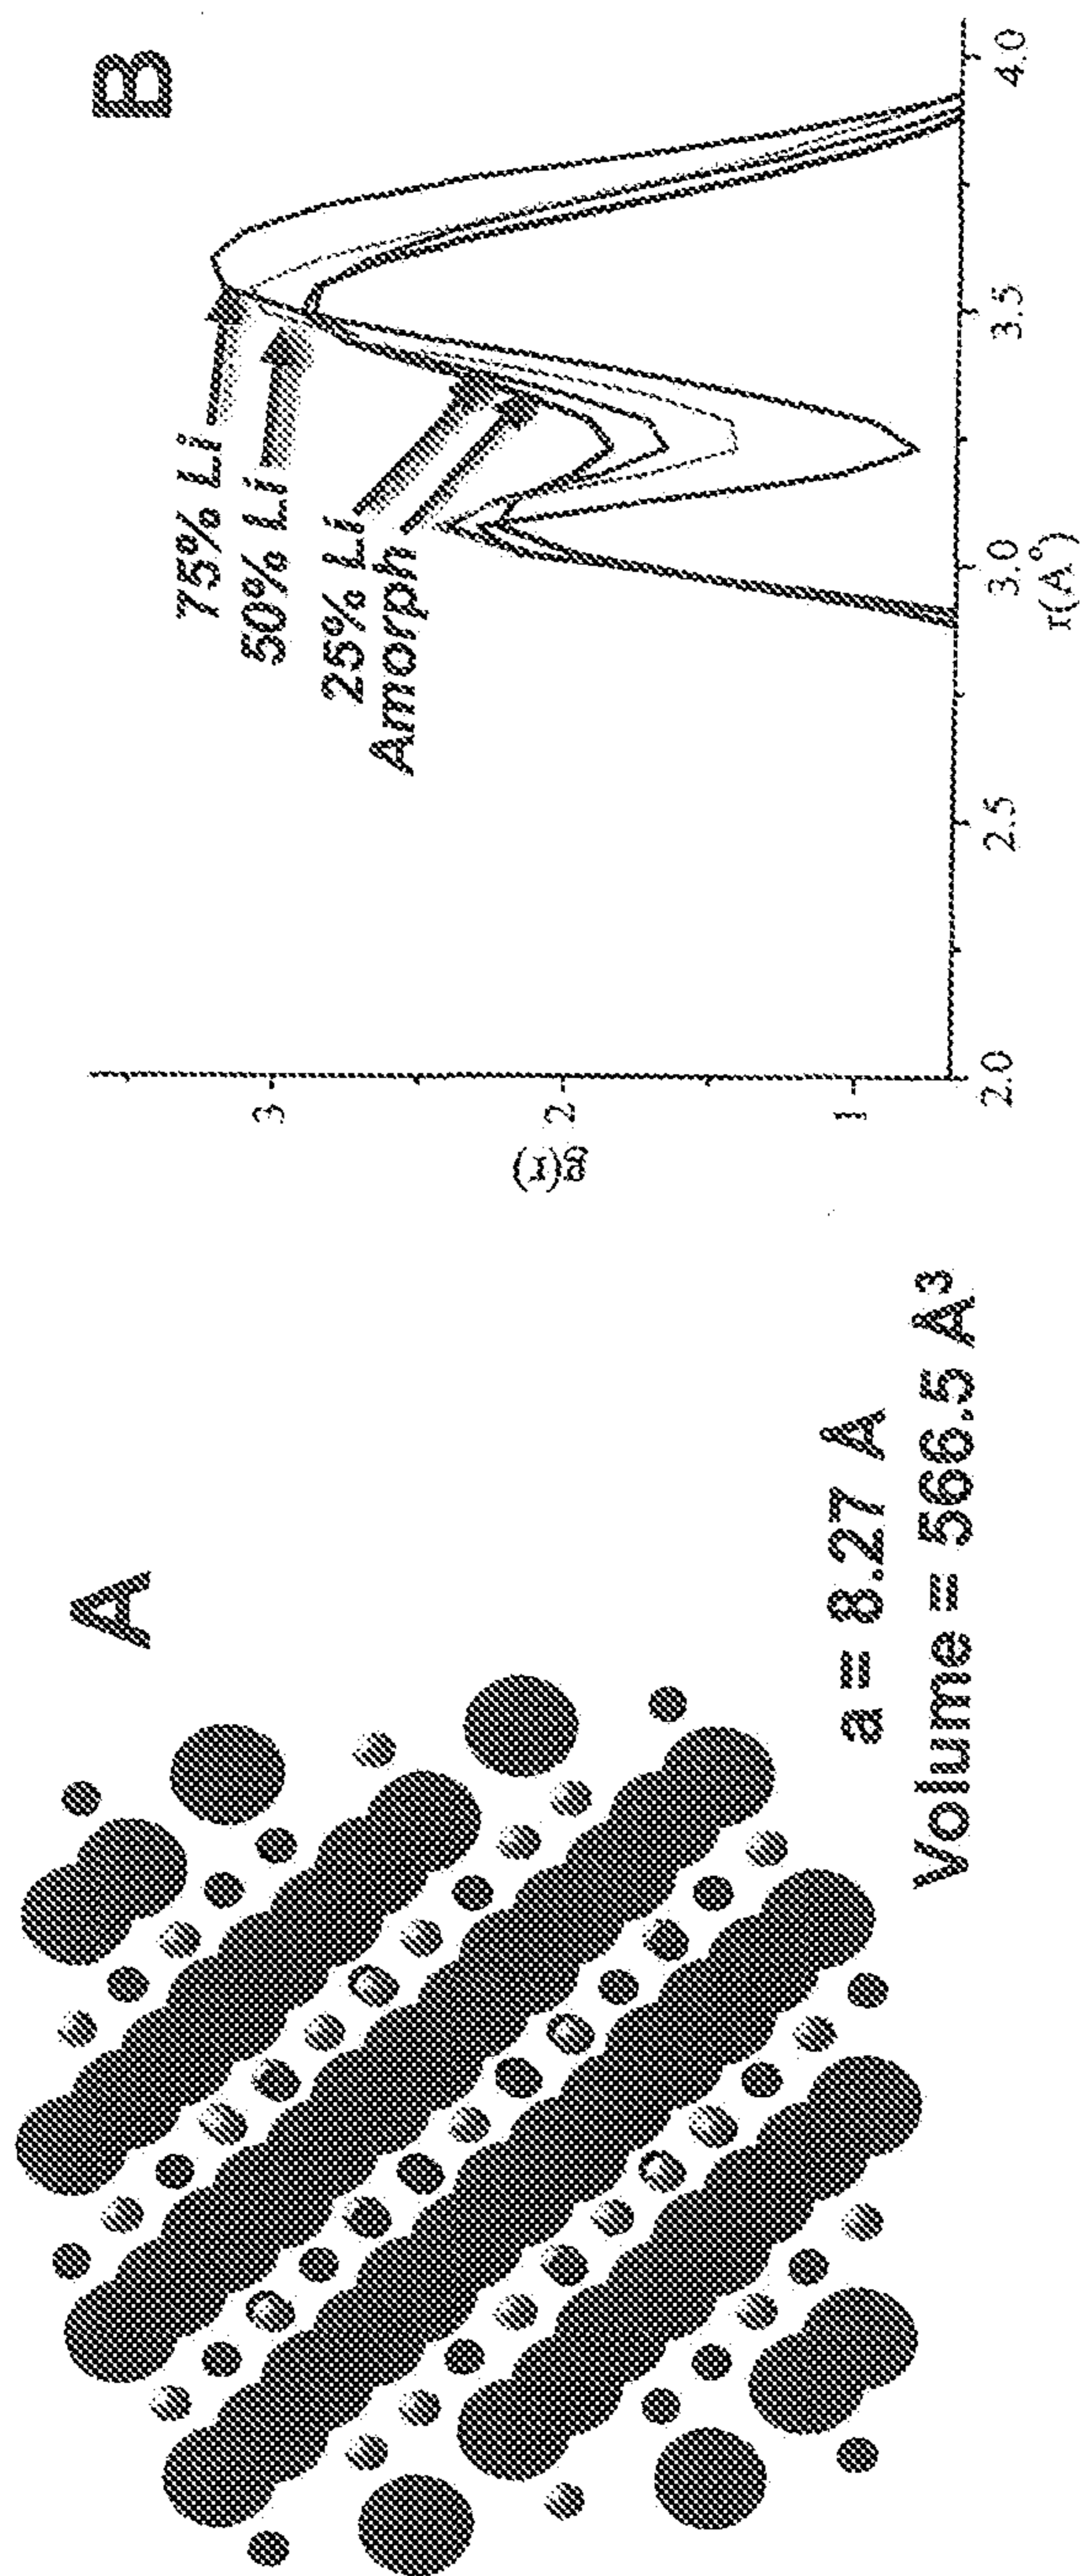 A
a = 8.27 A
Volume = 566.5 A³
B
75% Li
50% Li
25% Li
Amorph
g(r)
3
2
1
2.0
2.5
3.0
3.5
4.0
r(A°)